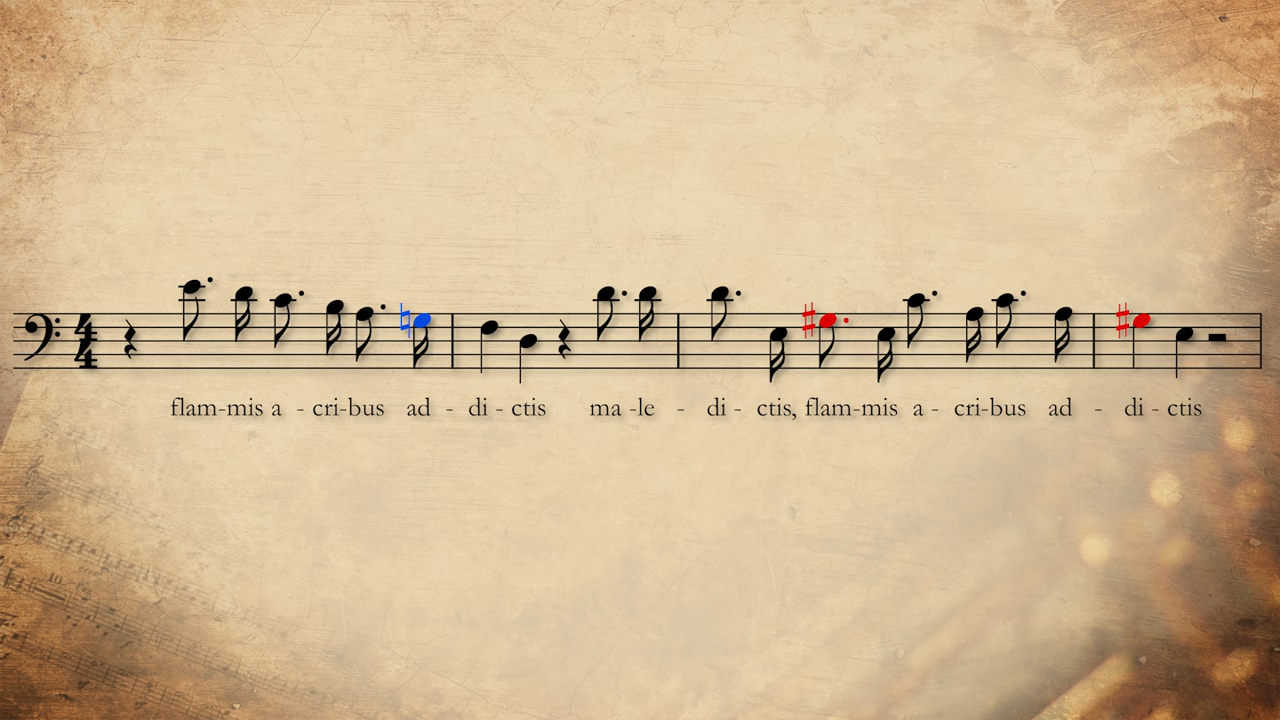 flam-mis a - cri-bus ad - di - ctis ma -le - di - ctis, flam-mis a - cri-bus ad - di - ctis